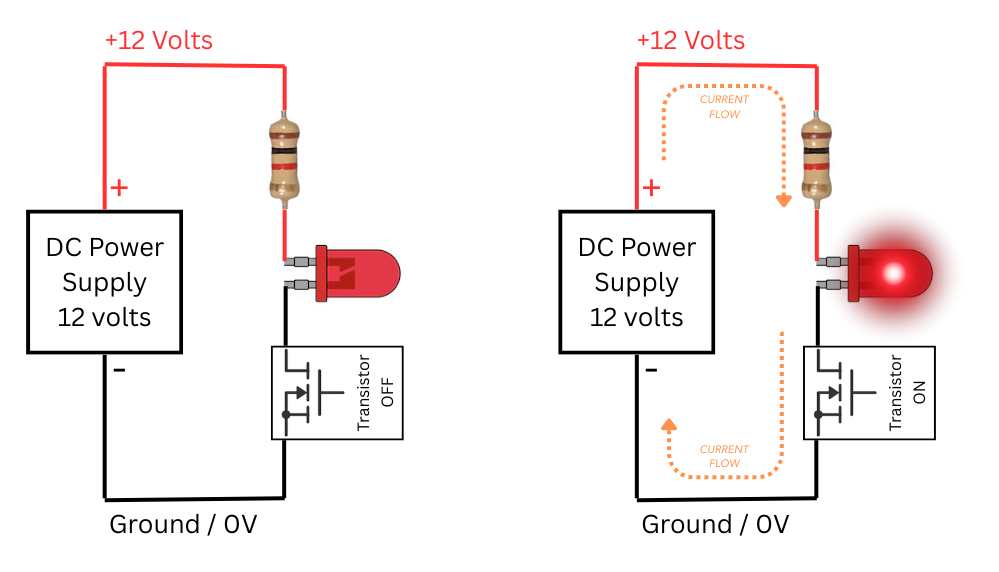 +12 Volts
+
DC Power
Supply
12 volts
-
Transistor
OFF
Ground / 0V
+12 Volts
CURRENT
FLOW
+
DC Power
Supply
12 volts
-
Transistor
ON
CURRENT
FLOW
Ground / 0V